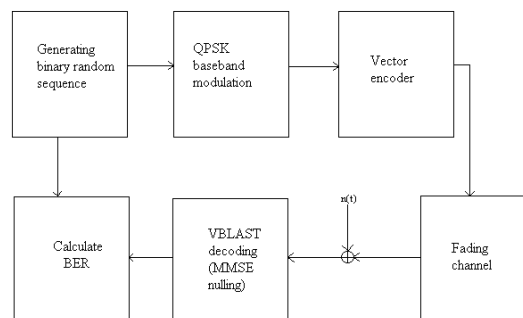 Generating
binary random
sequence
QPSK
baseband
modulation
Vector
encoder
n(t)
Calculate
BER
VBLAST
decoding
(MMSE
nulling)
Fading
channel